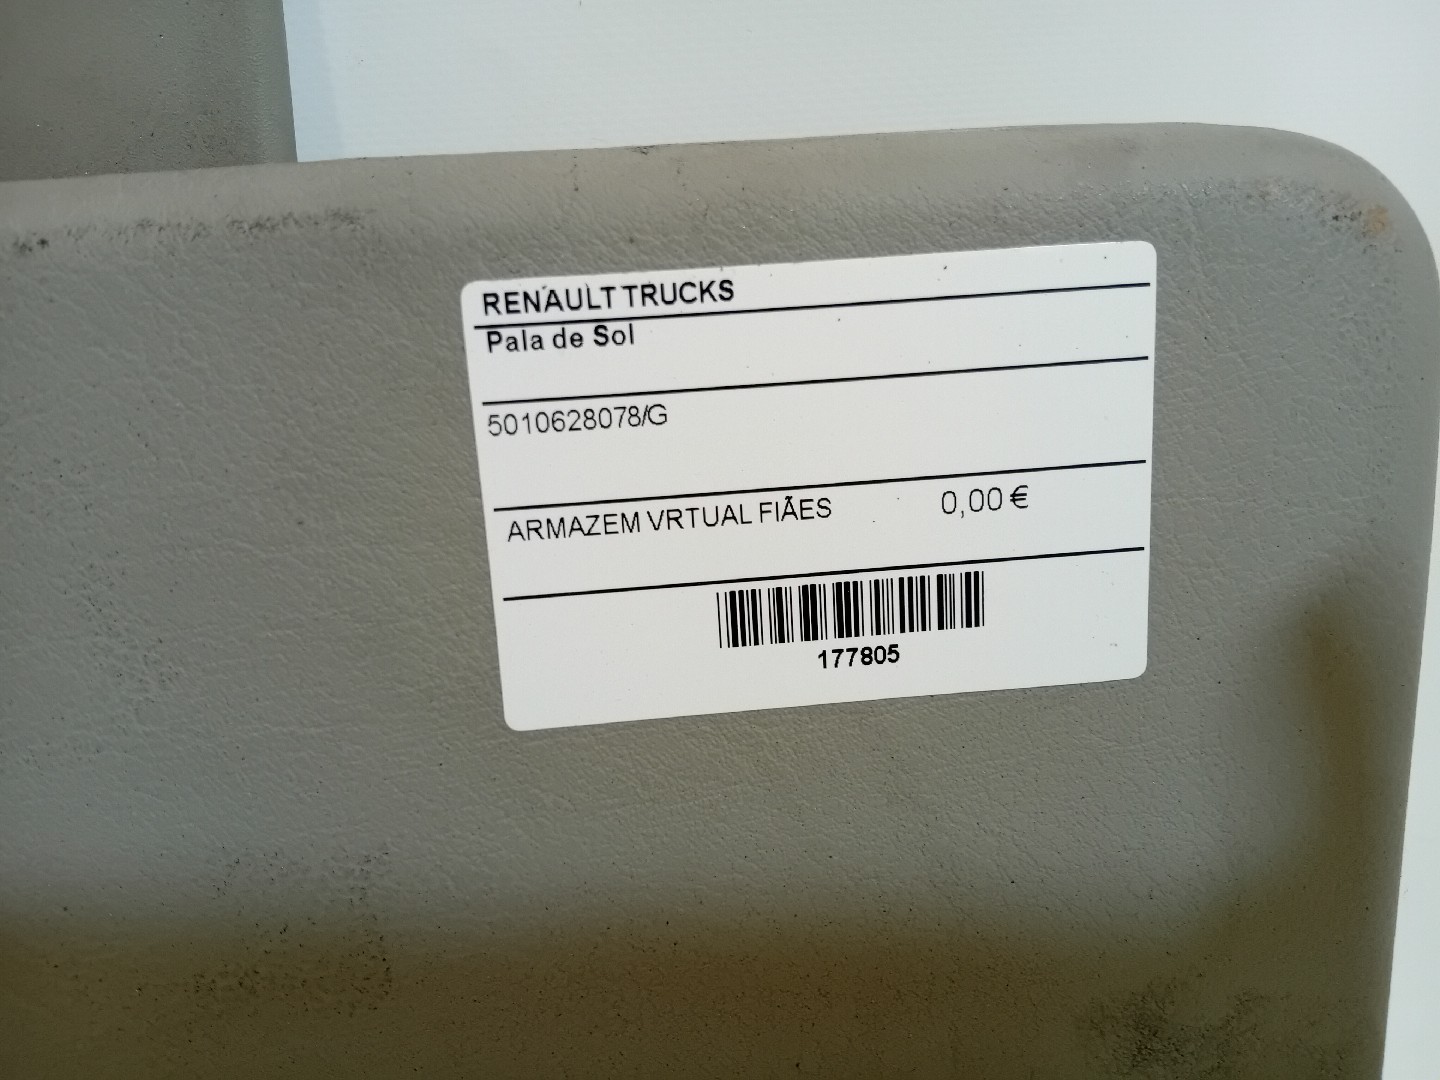 RENAULT TRUCKS
Pala de Sol
5010628078/G
ARMAZEM VRTUAL FIÃES 0,00 €
177805